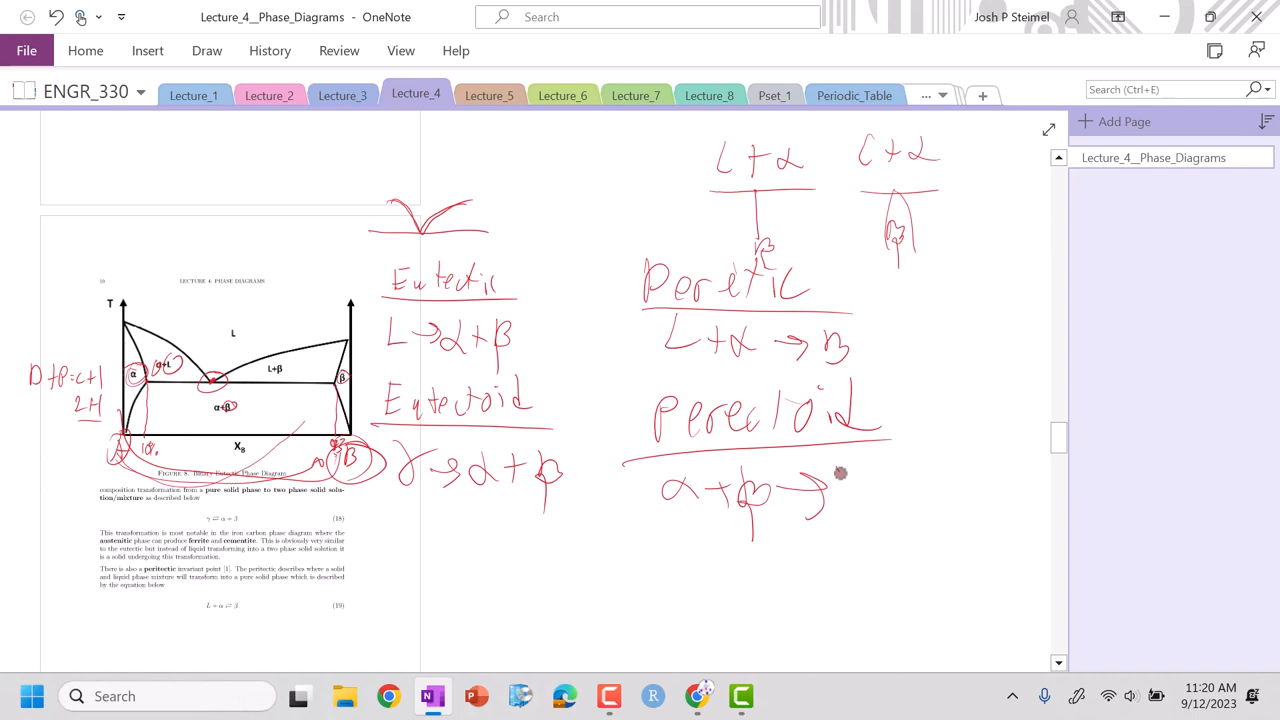 Lecture_4__Phase_Diagrams - OneNote
Search
Josh P Steimel
File Home Insert Draw History Review View Help
ENGR_330 Lecture_1 Lecture_2 Lecture_3 Lecture_4 Lecture_5 Lecture_6 Lecture_7 Lecture_8 Pset_1 Periodic_Table ...
Search (Ctrl+E)
Add Page
Lecture_4__Phase_Diagrams
L+α L+α
β β
Eutectic
L→α+β
Eutectoid
γ→α+β
Peretic
L+α→β
Perectoid
α+β→
10 LECTURE 4: PHASE DIAGRAMS
T
L
α α+L L+β β
α+β
D+P=C+1
2H
10%
X_B
B
Figure 8. Binary Eutectic Phase Diagram
composition transformation from a pure solid phase to two phase solid solu-
tion/mixture as described below
γ ⇌ α + β (18)
This transformation is most notable in the iron carbon phase diagram where the
austenitic phase can produce ferrite and cementite. This is obviously very similar
to the eutectic but instead of liquid transforming into a two phase solid solution it
is a solid undergoing this transformation.
There is also a peritectic invariant point [1]. The peritectic describes where a solid
and liquid phase mixture will transform into a pure solid phase which is described
by the equation below
L + α ⇌ β (19)
Search
11:20 AM
9/12/2023